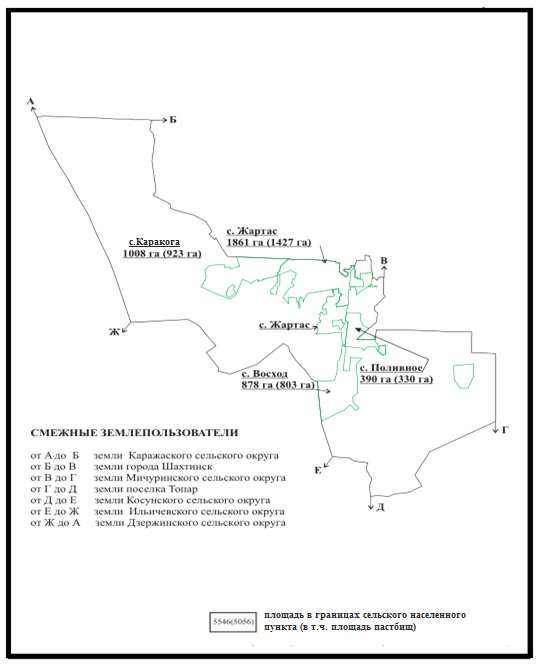 А
Б
с.Каракога
1008 га (923 га)
с. Жартас
1861 га (1427 га)
В
с. Жартас
Ж
с. Восход
878 га (803 га)
с. Поливное
390 га (330 га)
Г
Е
Д
СМЕЖНЫЕ ЗЕМЛЕПОЛЬЗОВАТЕЛИ
от А до Б земли Каражаского сельского округа
от Б до В земли города Шахтинск
от В до Г земли Мичуринского сельского округа
от Г до Д земли поселка Топар
от Д до Е земли Косунского сельского округа
от Е до Ж земли Ильичевского сельского округа
от Ж до А земли Дзержинского сельского округа
5546(5056)
площадь в границах сельского населенного
пункта (в т.ч. площадь пастбищ)